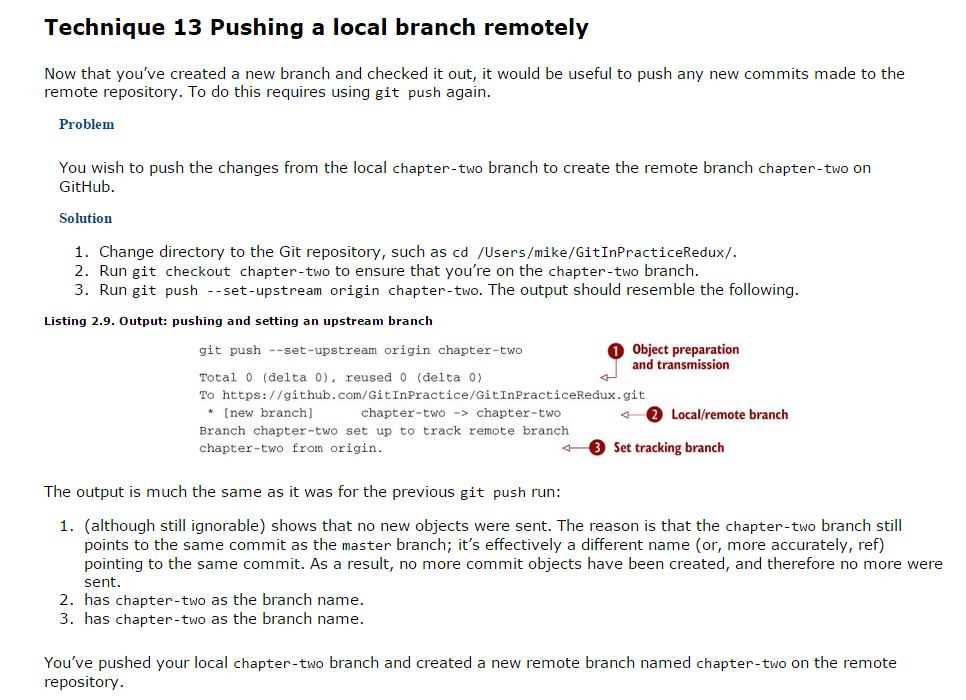 Technique 13 Pushing a local branch remotely
Now that you've created a new branch and checked it out, it would be useful to push any new commits made to the
remote repository. To do this requires using git push again.
Problem
You wish to push the changes from the local chapter-two branch to create the remote branch chapter-two on
GitHub.
Solution
1. Change directory to the Git repository, such as cd /Users/mike/GitInPracticeRedux/.
2. Run git checkout chapter-two to ensure that you're on the chapter-two branch.
3. Run git push --set-upstream origin chapter-two. The output should resemble the following.
Listing 2.9. Output: pushing and setting an upstream branch
git push --set-upstream origin chapter-two
1 Object preparation
and transmission
Total 0 (delta 0), reused 0 (delta 0)
To https://github.com/GitInPractice/GitInPracticeRedux.git
* [new branch] chapter-two -> chapter-two
2 Local/remote branch
Branch chapter-two set up to track remote branch
chapter-two from origin.
3 Set tracking branch
The output is much the same as it was for the previous git push run:
1. (although still ignorable) shows that no new objects were sent. The reason is that the chapter-two branch still
points to the same commit as the master branch; it's effectively a different name (or, more accurately, ref)
pointing to the same commit. As a result, no more commit objects have been created, and therefore no more were
sent.
2. has chapter-two as the branch name.
3. has chapter-two as the branch name.
You've pushed your local chapter-two branch and created a new remote branch named chapter-two on the remote
repository.